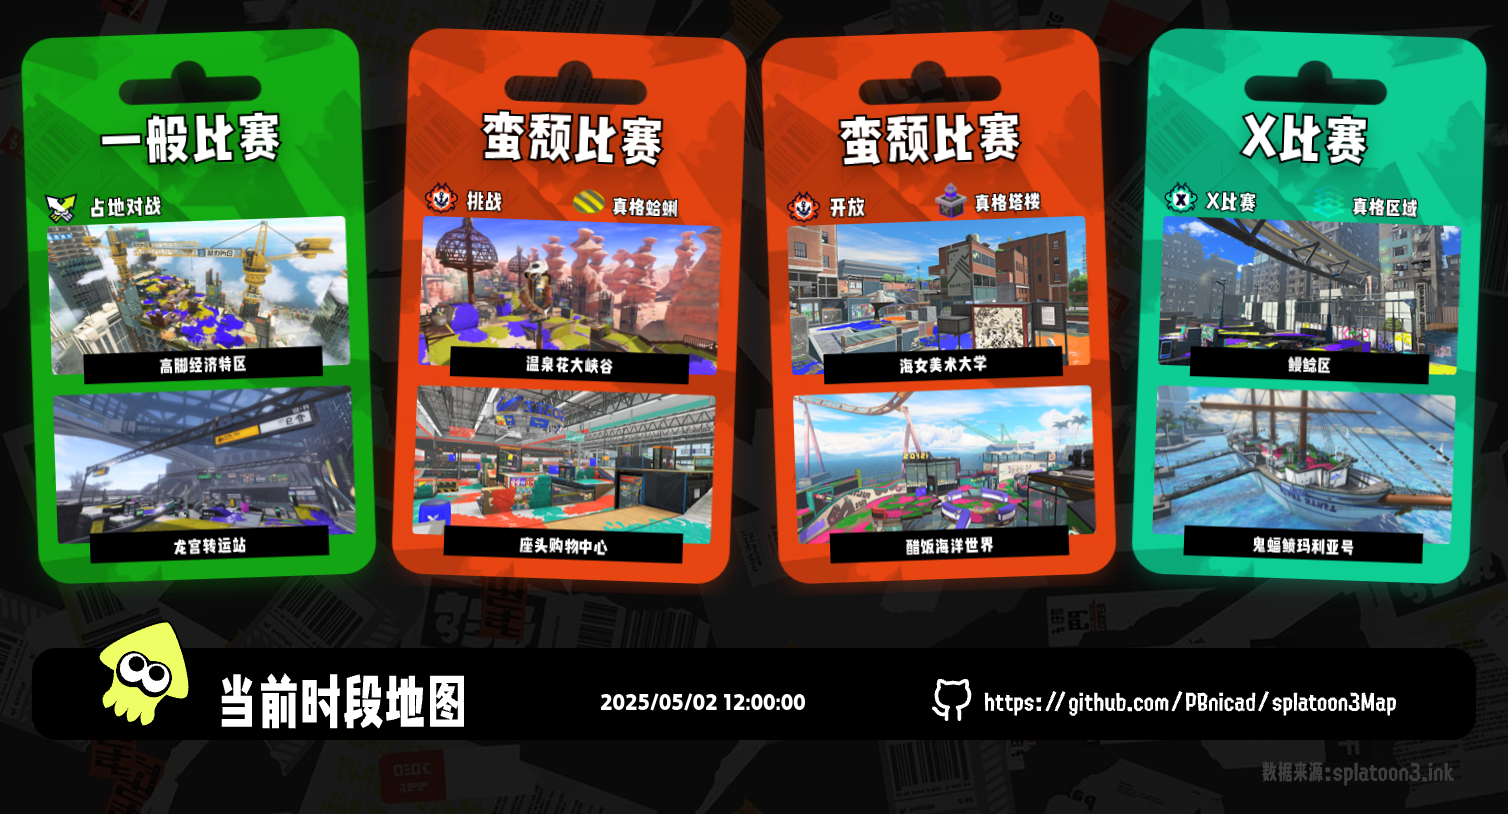 一般比赛
占地对战
高脚经济特区
龙宫转运站
蛮颓比赛
挑战
真格蛤蜊
温泉花大峡谷
座头购物中心
蛮颓比赛
开放
真格塔楼
海女美术大学
醋饭海洋世界
X比赛
X比赛
真格区域
鳗鲶区
鬼蝠鲼玛利亚号
当前时段地图
2025/05/02 12:00:00
https://github.com/PBnicad/splatoon3Map
数据来源:splatoon3.ink